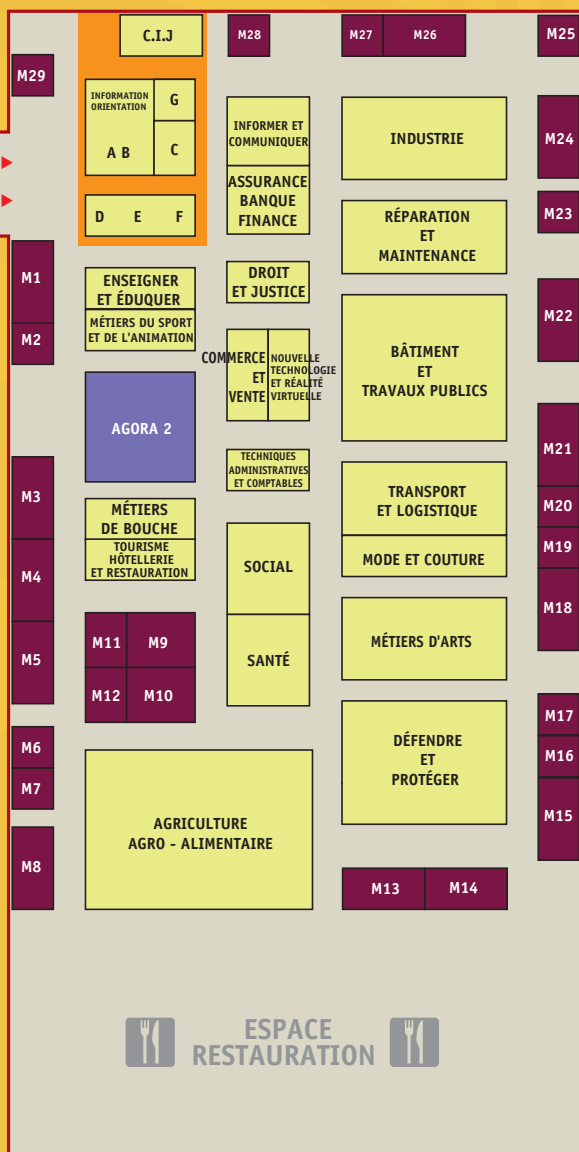 C.I.J
M28
M27
M26
M25
M29
INFORMATION
ORIENTATION
G
A B
C
INFORMER ET
COMMUNIQUER
INDUSTRIE
M24
ASSURANCE
BANQUE
FINANCE
D E F
RÉPARATION
ET
MAINTENANCE
M23
M1
M2
ENSEIGNER
ET ÉDUQUER
MÉTIERS DU SPORT
ET DE L'ANIMATION
DROIT
ET JUSTICE
BÂTIMENT
ET
TRAVAUX PUBLICS
M22
COMMERCE
ET
VENTE
NOUVELLE
TECHNOLOGIE
ET RÉALITÉ
VIRTUELLE
AGORA 2
TECHNIQUES
ADMINISTRATIVES
ET COMPTABLES
M21
M3
MÉTIERS
DE BOUCHE
TOURISME
HÔTELLERIE
ET RESTAURATION
TRANSPORT
ET LOGISTIQUE
M20
MODE ET COUTURE
M19
M4
SOCIAL
M18
M5
M11
M9
M12
M10
SANTÉ
MÉTIERS D'ARTS
M17
M6
M7
DÉFENDRE
ET
PROTÉGER
M16
M15
M8
AGRICULTURE
AGRO - ALIMENTAIRE
M13
M14
ESPACE
RESTAURATION